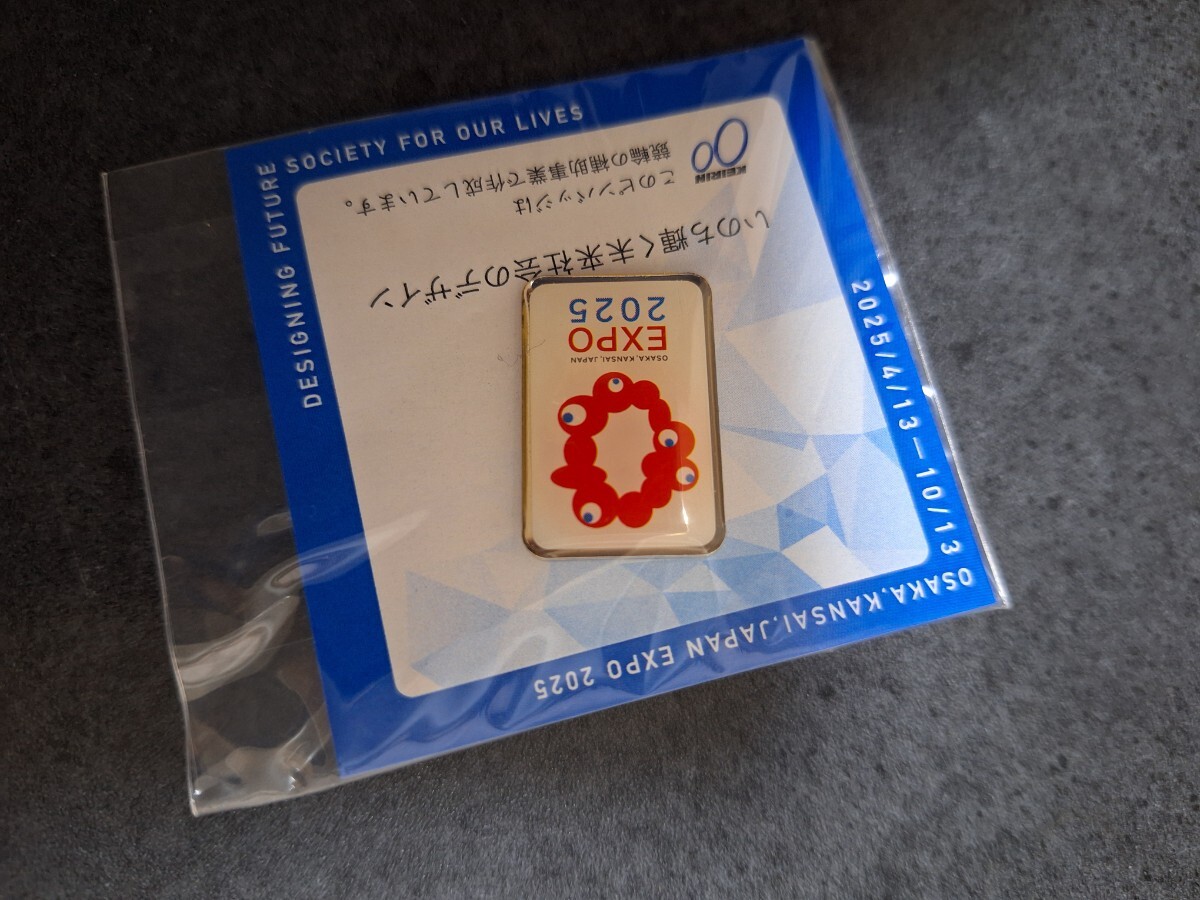 DESIGNING FUTURE
SOCIETY FOR OUR LIVES
2025/4/13—10/13
OSAKA,KANSAI,JAPAN EXPO 2025
OSAKA, KANSAI, JAPAN
EXPO
2025
いのち輝く未来社会のデザイン
このピンバッジは
競輪の補助事業で作成しています。
KEIRIN